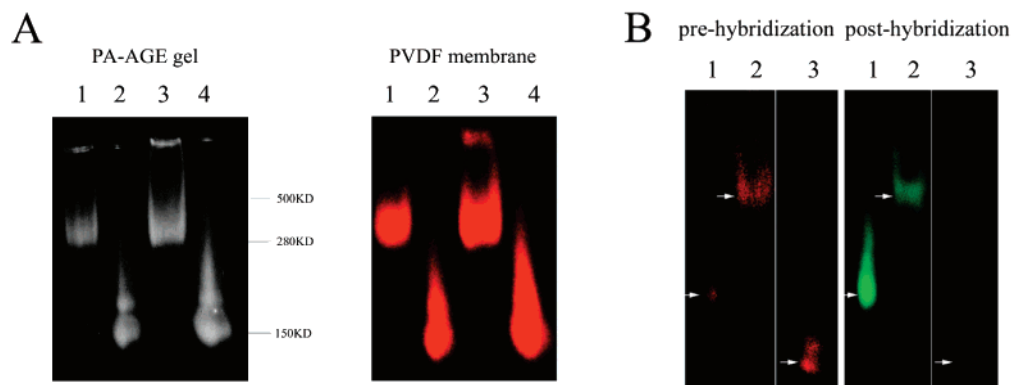 A
PA-AGE gel
1 2 3 4
500KD
280KD
150KD
PVDF membrane
1 2 3 4
B
pre-hybridization post-hybridization
1 2 3 1 2 3